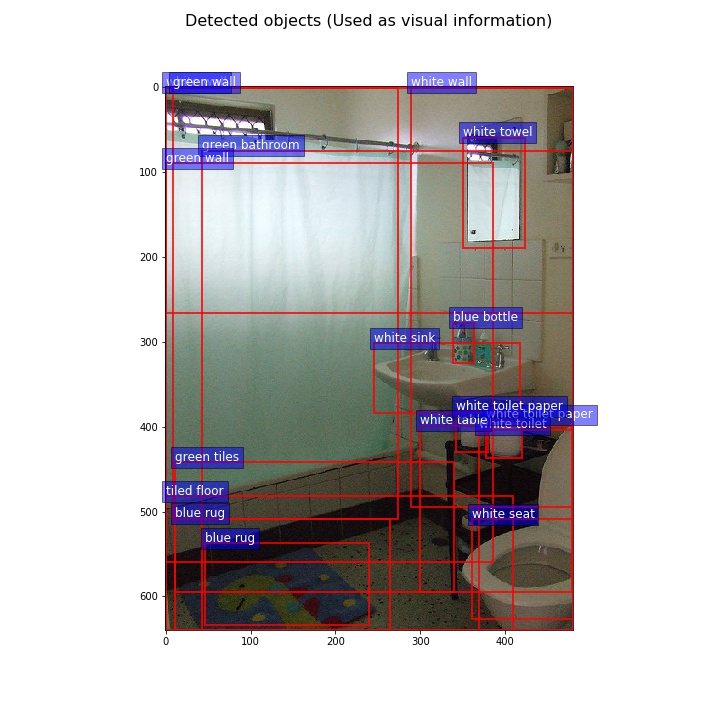 Detected objects (Used as visual information)
green wall
white wall
white towel
green bathroom
green wall
blue bottle
white sink
white toilet paper
white toilet paper
white table
white toilet
green tiles
tiled floor
blue rug
white seat
blue rug
0
100
200
300
400
500
600
0 100 200 300 400